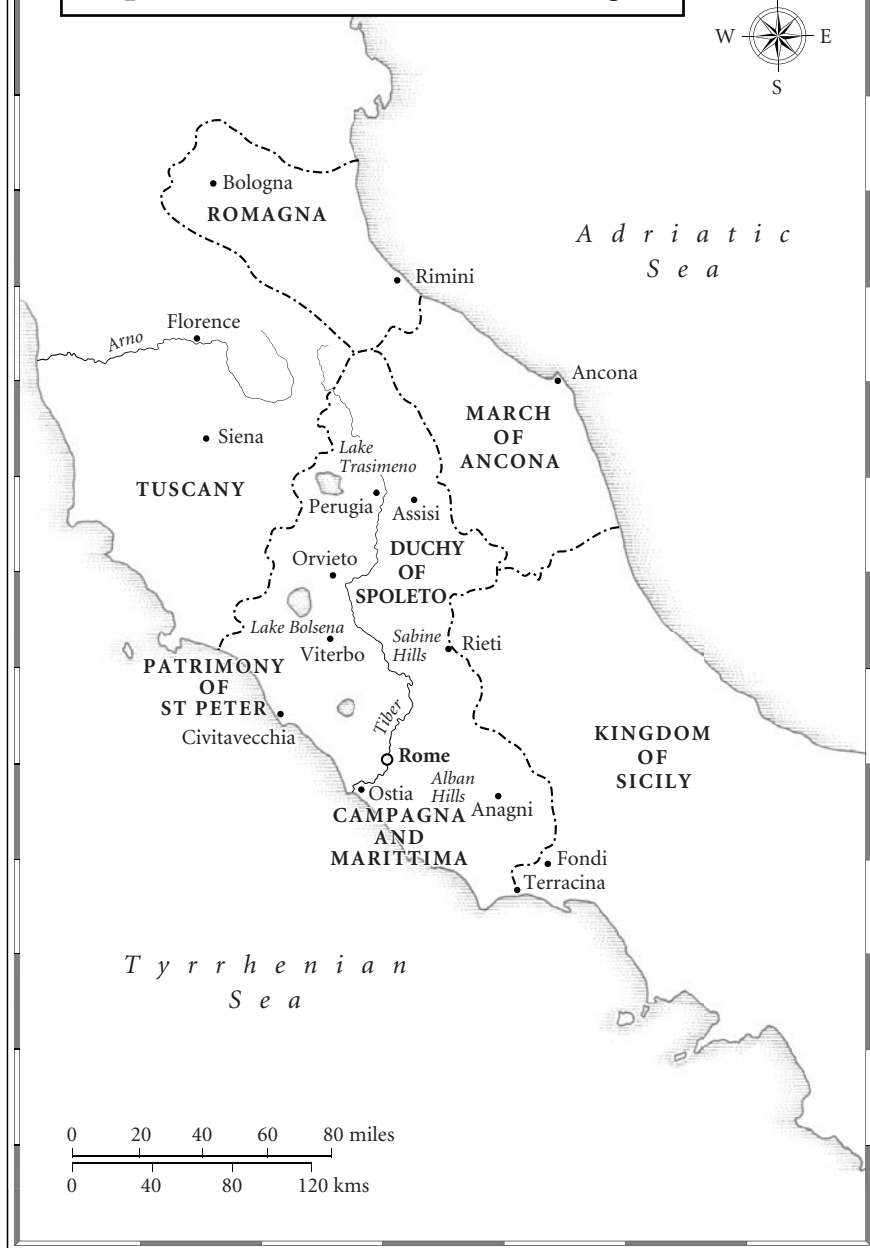 W
E
S
Bologna
ROMAGNA
Adriatic
Sea
Rimini
Florence
Arno
Ancona
MARCH
OF
ANCONA
Siena
Lake
Trasimeno
TUSCANY
Perugia
Assisi
DUCHY
OF
SPOLETO
Orvieto
Lake Bolsena
Viterbo
Sabine
Hills
Rieti
PATRIMONY
OF
ST PETER
Civitavecchia
Tiber
KINGDOM
OF
SICILY
Rome
Ostia
Alban
Hills
Anagni
CAMPAGNA
AND
MARITTIMA
Fondi
Terracina
Tyrrhenian
Sea
0 20 40 60 80 miles
0 40 80 120 kms